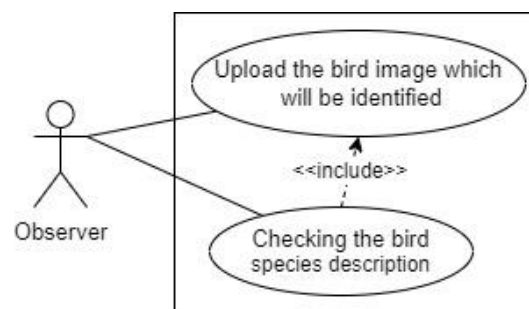 Upload the bird image which
will be identified
<<include>>
Observer
Checking the bird
species description